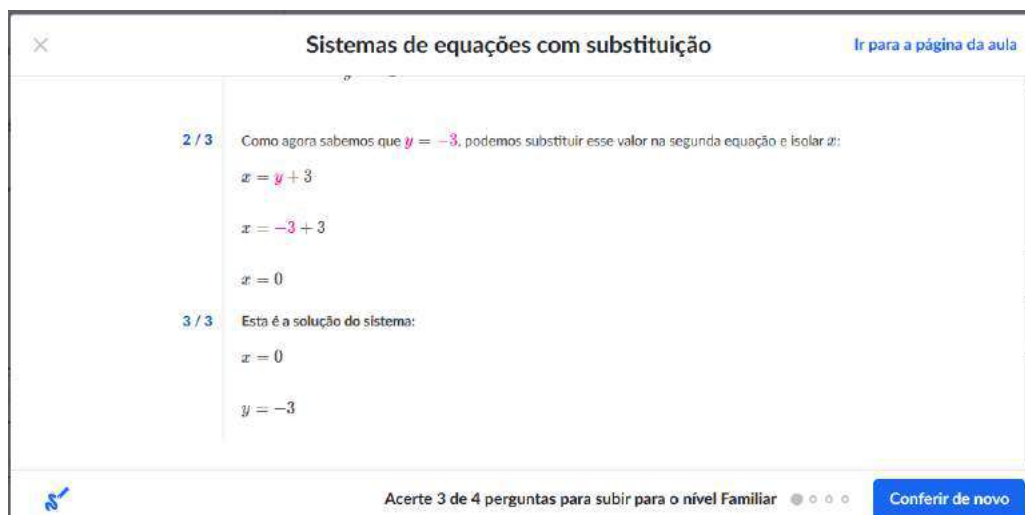 Sistemas de equações com substituição
Ir para a página da aula
2 / 3
Como agora sabemos que y = −3, podemos substituir esse valor na segunda equação e isolar x:
x = y + 3
x = −3 + 3
x = 0
3 / 3
Esta é a solução do sistema:
x = 0
y = −3
Acerte 3 de 4 perguntas para subir para o nível Familiar
Conferir de novo